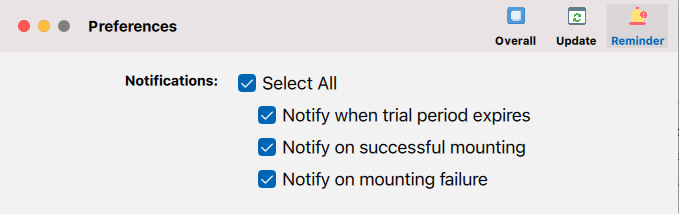 Preferences
Overall
Update
Reminder
Notifications:
Select All
Notify when trial period expires
Notify on successful mounting
Notify on mounting failure